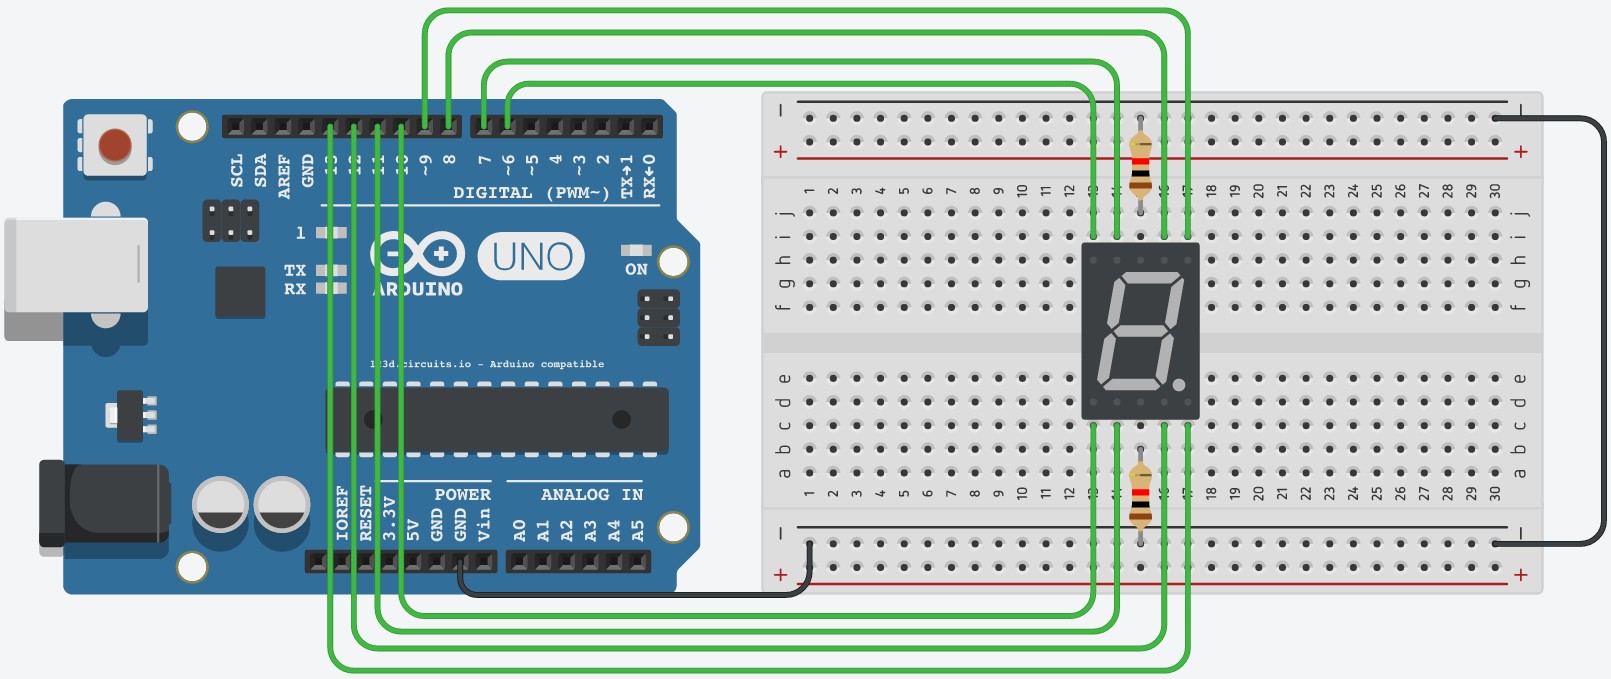 SCL SDA AREF GND 13 12 11 10 ~9 8 7 ~6 ~5 4 ~3 2 TX→1 RX←0
DIGITAL (PWM~)
1
TX
RX
ON
UNO
ARDUINO
123d.circuits.io - Arduino compatible
POWER
ANALOG IN
IOREF RESET 3.3V 5V GND GND Vin A0 A1 A2 A3 A4 A5
− −
+ +
1 2 3 4 5 6 7 8 9 10 11 12 13 14 16 17 18 19 20 21 22 23 24 25 26 27 28 29 30
j j
i i
h h
g g
f f
e e
d d
c c
b b
a a
1 2 3 4 5 6 7 8 9 10 11 12 13 14 16 17 18 19 20 21 22 23 24 25 26 27 28 29 30
− −
+ +